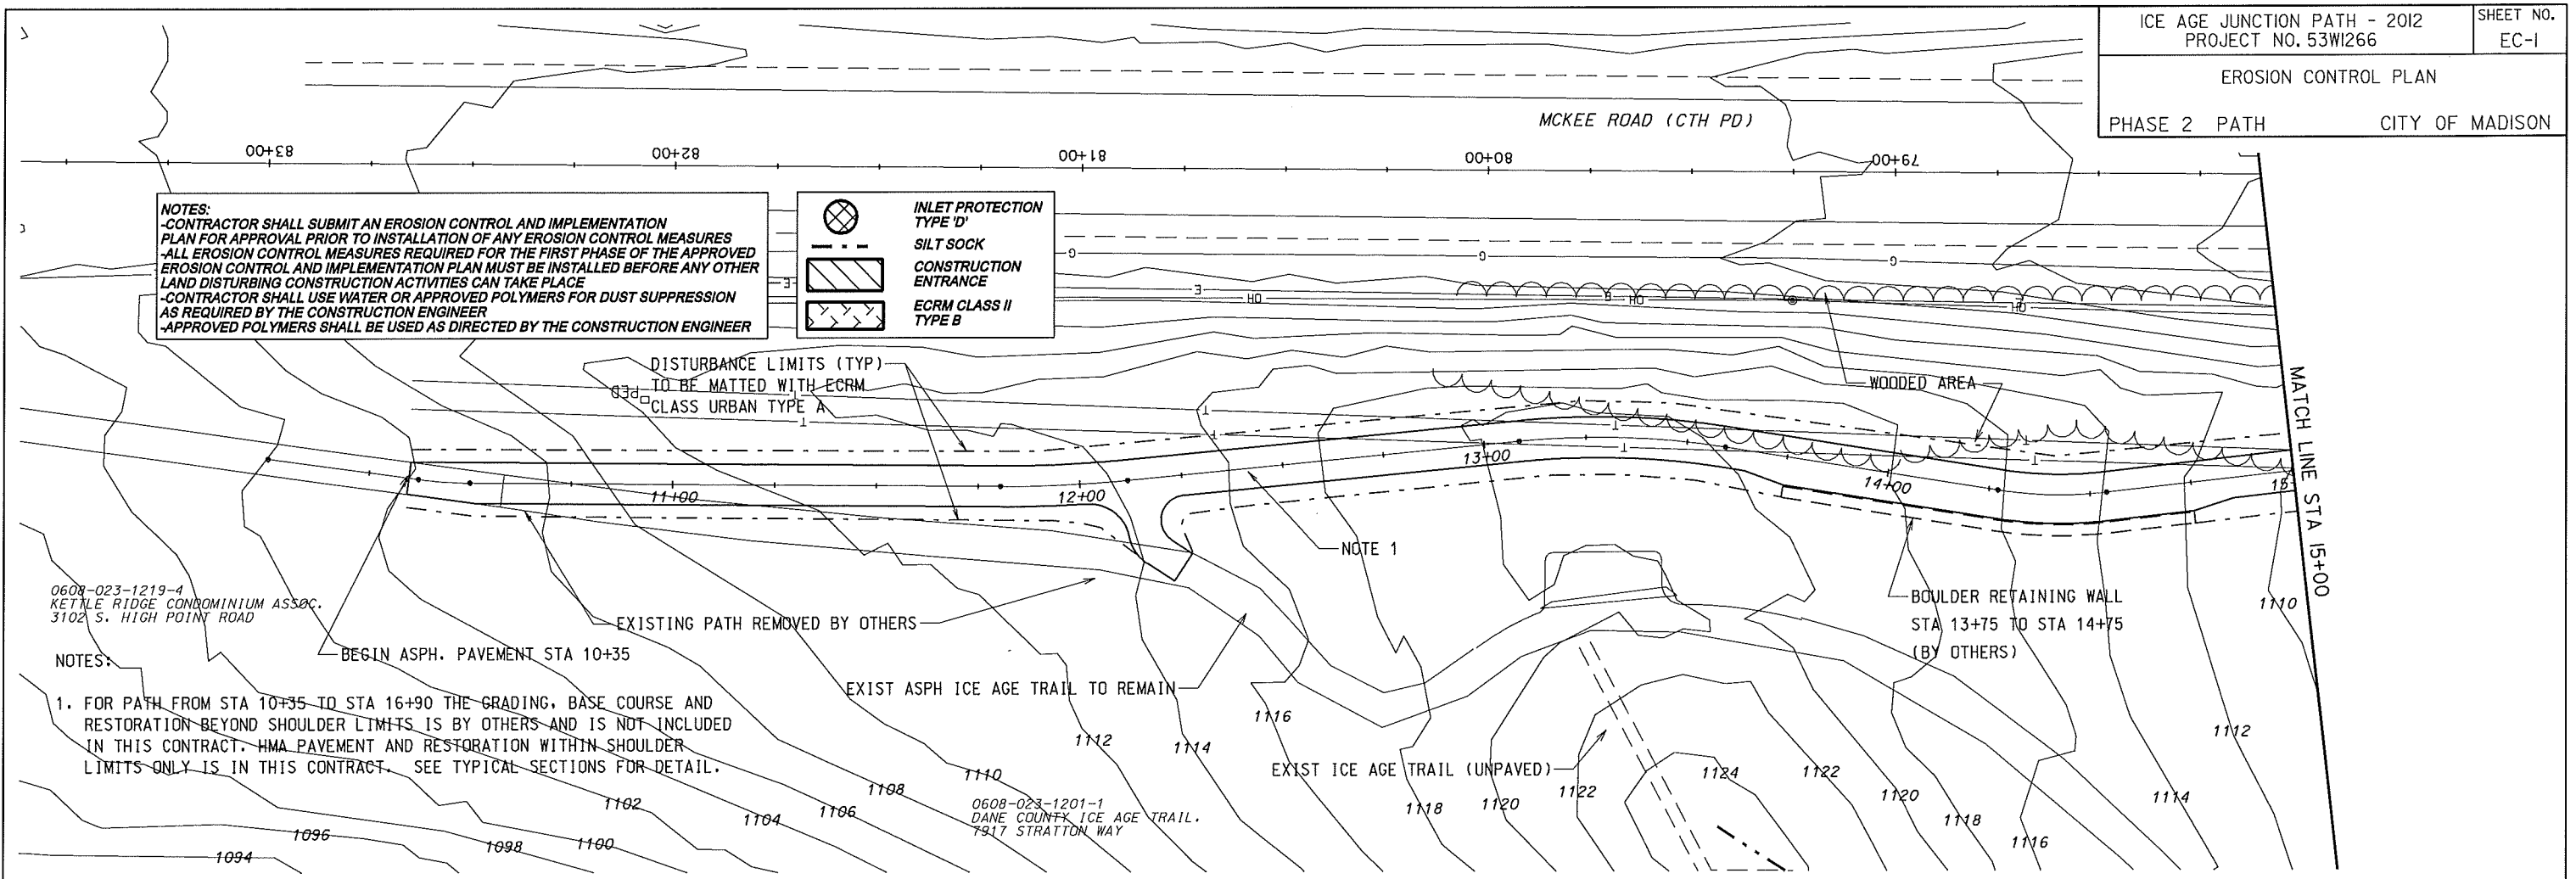 ICE AGE JUNCTION PATH - 2012
PROJECT NO. 53W1266
SHEET NO.
EC-1
EROSION CONTROL PLAN
PHASE 2 PATH
CITY OF MADISON
MCKEE ROAD (CTH PD)
83+00
82+00
81+00
80+00
79+00
NOTES:
-CONTRACTOR SHALL SUBMIT AN EROSION CONTROL AND IMPLEMENTATION
PLAN FOR APPROVAL PRIOR TO INSTALLATION OF ANY EROSION CONTROL MEASURES
-ALL EROSION CONTROL MEASURES REQUIRED FOR THE FIRST PHASE OF THE APPROVED
EROSION CONTROL AND IMPLEMENTATION PLAN MUST BE INSTALLED BEFORE ANY OTHER
LAND DISTURBING CONSTRUCTION ACTIVITIES CAN TAKE PLACE
-CONTRACTOR SHALL USE WATER OR APPROVED POLYMERS FOR DUST SUPPRESSION
AS REQUIRED BY THE CONSTRUCTION ENGINEER
-APPROVED POLYMERS SHALL BE USED AS DIRECTED BY THE CONSTRUCTION ENGINEER
INLET PROTECTION
TYPE 'D'
SILT SOCK
CONSTRUCTION
ENTRANCE
ECRM CLASS II
TYPE B
G
G
G
E
E
E
OH
OH
OH
DISTURBANCE LIMITS (TYP)
TO BE MATTED WITH ECRM
CLASS URBAN TYPE A
PED
T
T
T
T
T
T
T
T
WOODED AREA
MATCH LINE STA 15+00
11+00
12+00
13+00
14+00
15
NOTE 1
0608-023-1219-4
KETTLE RIDGE CONDOMINIUM ASSOC.
3102 S. HIGH POINT ROAD
EXISTING PATH REMOVED BY OTHERS
BEGIN ASPH. PAVEMENT STA 10+35
BOULDER RETAINING WALL
STA 13+75 TO STA 14+75
(BY OTHERS)
EXIST ASPH ICE AGE TRAIL TO REMAIN
NOTES:
1. FOR PATH FROM STA 10+35 TO STA 16+90 THE GRADING, BASE COURSE AND
RESTORATION BEYOND SHOULDER LIMITS IS BY OTHERS AND IS NOT INCLUDED
IN THIS CONTRACT. HMA PAVEMENT AND RESTORATION WITHIN SHOULDER
LIMITS ONLY IS IN THIS CONTRACT. SEE TYPICAL SECTIONS FOR DETAIL.
EXIST ICE AGE TRAIL (UNPAVED)
0608-023-1201-1
DANE COUNTY ICE AGE TRAIL.
7917 STRATTON WAY
1094
1096
1098
1100
1102
1104
1106
1108
1110
1112
1114
1116
1118
1120
1122
1124
1122
1120
1118
1116
1114
1112
1110